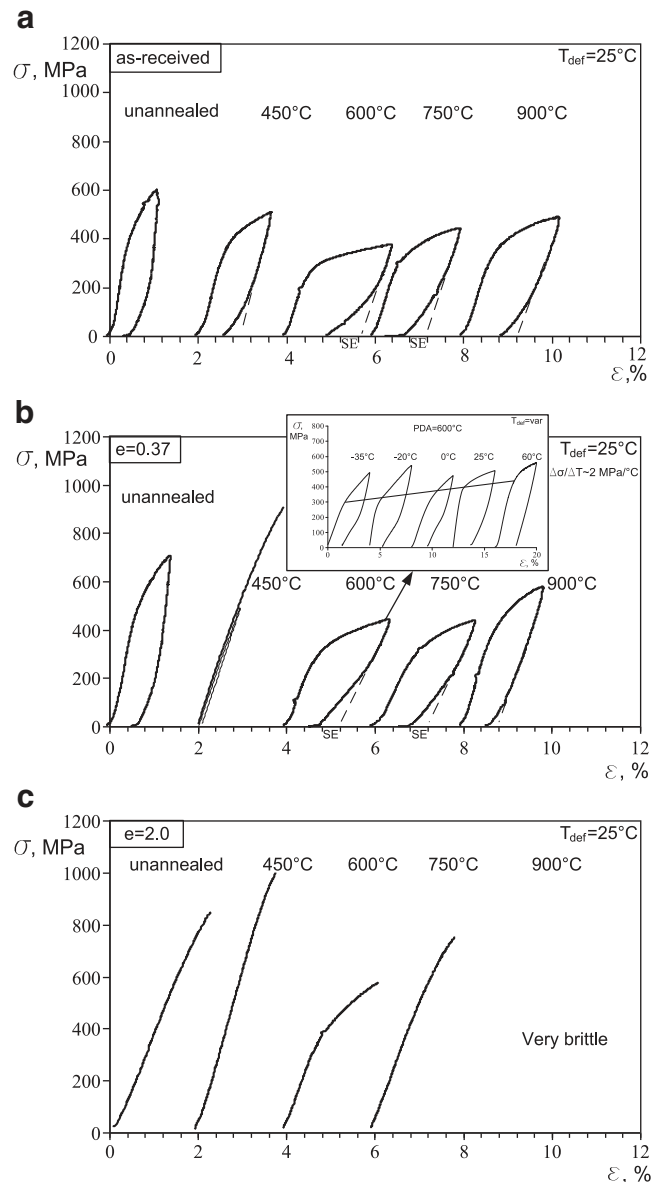 a
1200
σ, MPa
as-received
T_def=25°C
1000
unannealed 450°C 600°C 750°C 900°C
800
600
400
200
0
SE SE
0 2 4 6 8 10 12
ε,%
b
1200
σ, MPa
e=0.37
T_def=25°C
Δσ/ΔT~2 MPa/°C
1000
unannealed
σ,
MPa
PDA=600°C
T_def=var
800
700
600
500
400
300
200
100
0
-35°C -20°C 0°C 25°C 60°C
0 5 10 15 20
ε, %
800
600
450°C 600°C 750°C 900°C
400
200
0
SE SE
0 2 4 6 8 10 12
ε, %
c
1200
σ, MPa
e=2.0
T_def=25°C
unannealed 450°C 600°C 750°C 900°C
1000
800
600
400
Very brittle
200
0
0 2 4 6 8 10 12
ε, %